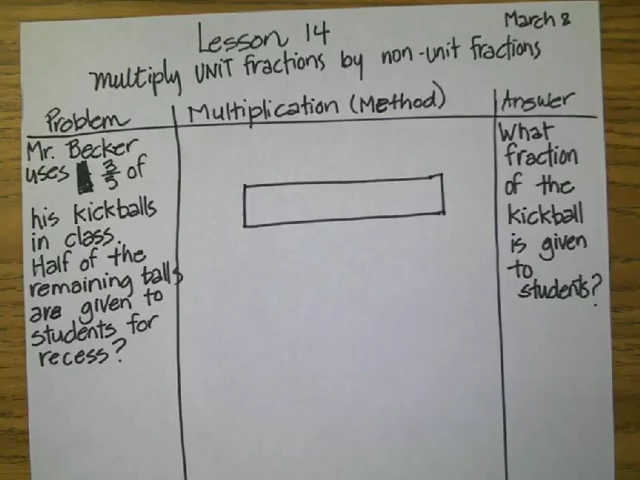 March 8
Lesson 14
Multiply UNIT fractions by non-unit fractions
Problem
Multiplication (Method)
Answer
Mr. Becker
uses 3/5 of
his kickballs
in class.
Half of the
remaining balls
are given to
students for
recess?
What
fraction
of the
kickball
is given
to
students?